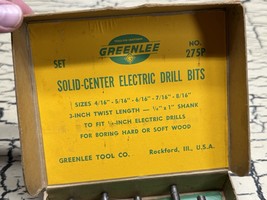 GREENLEE
SET NO. 275P
SOLID-CENTER ELECTRIC DRILL BITS
SIZES 4/16" - 5/16" - 6/16" - 7/16" - 8/16"
3-INCH TWIST LENGTH — ¼" x 1" SHANK
TO FIT ¼-INCH ELECTRIC DRILLS
FOR BORING HARD OR SOFT WOOD
GREENLEE TOOL CO. Rockford, Ill., U.S.A.